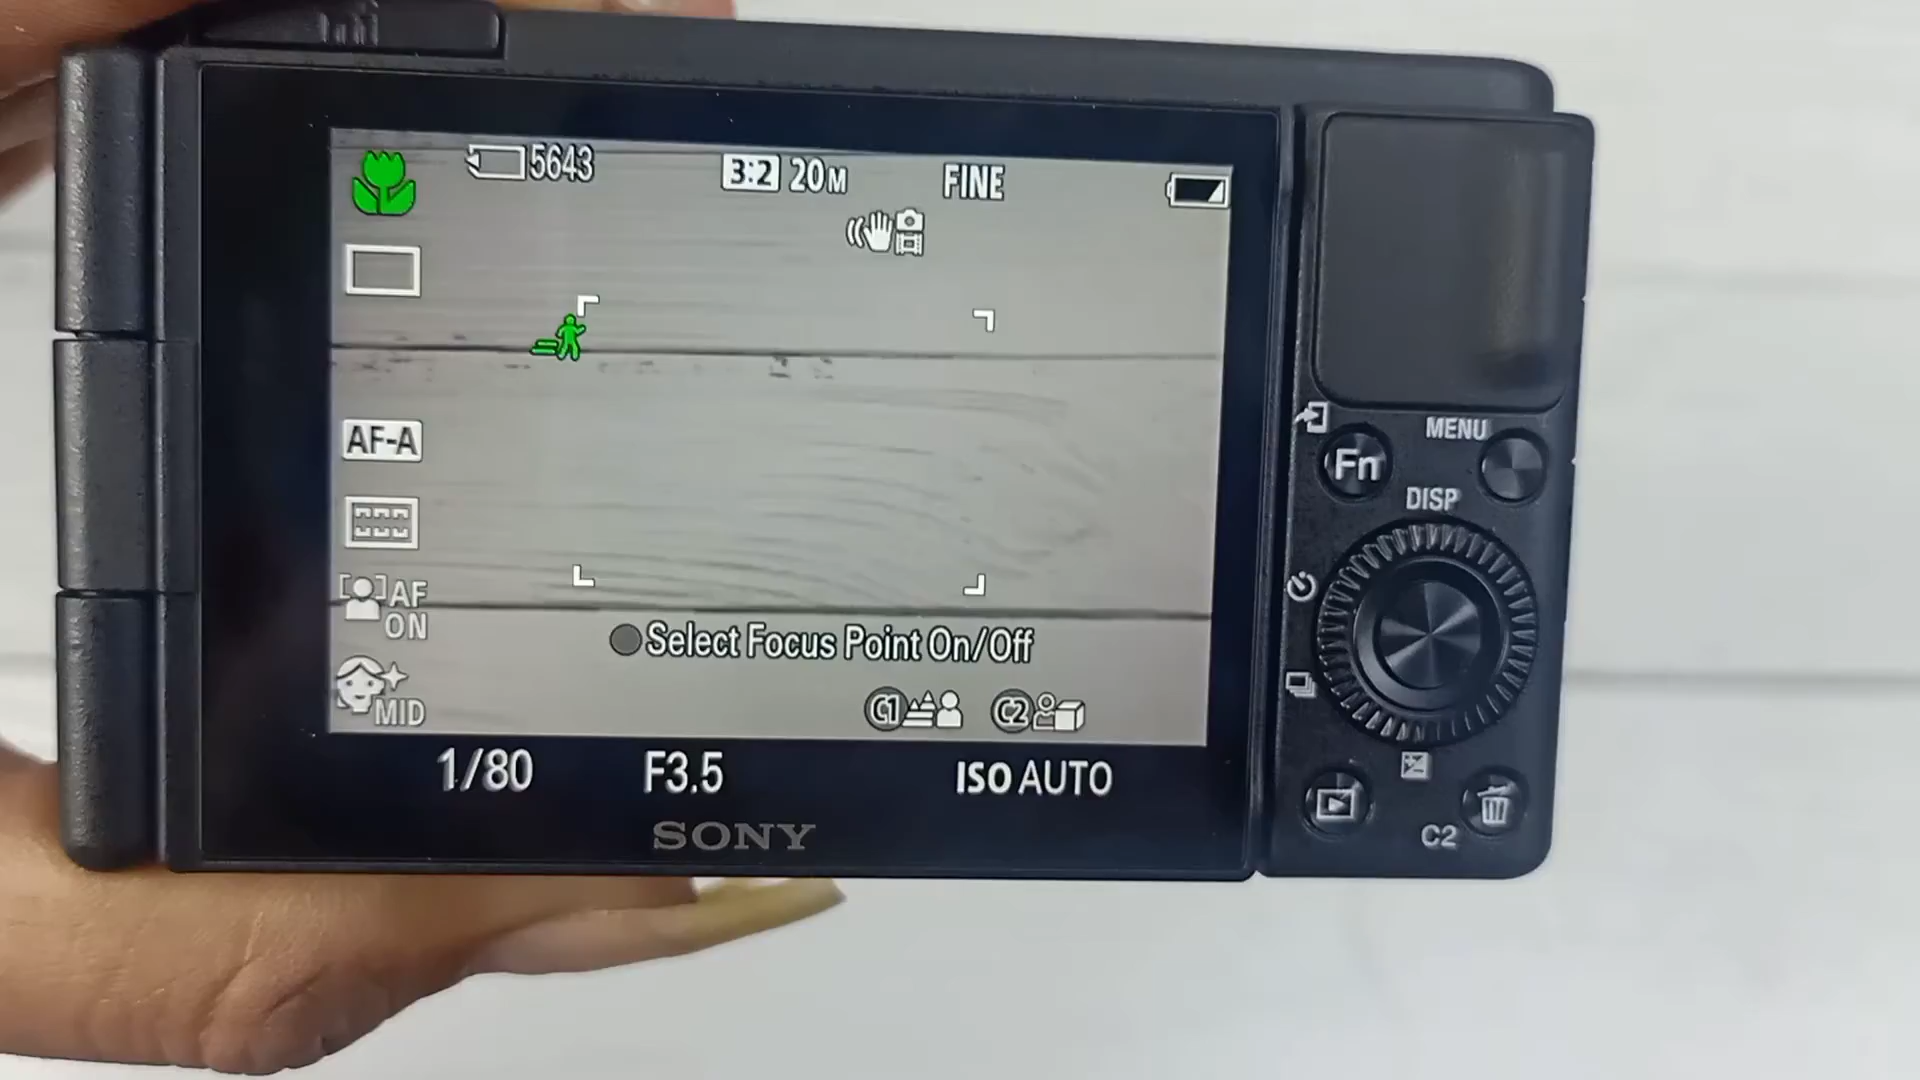 5643 3:2 20M FINE
AF-A
AF
ON
Select Focus Point On/Off
MID C1 C2
1/80 F3.5 ISO AUTO
SONY
MENU
Fn
DISP
C2